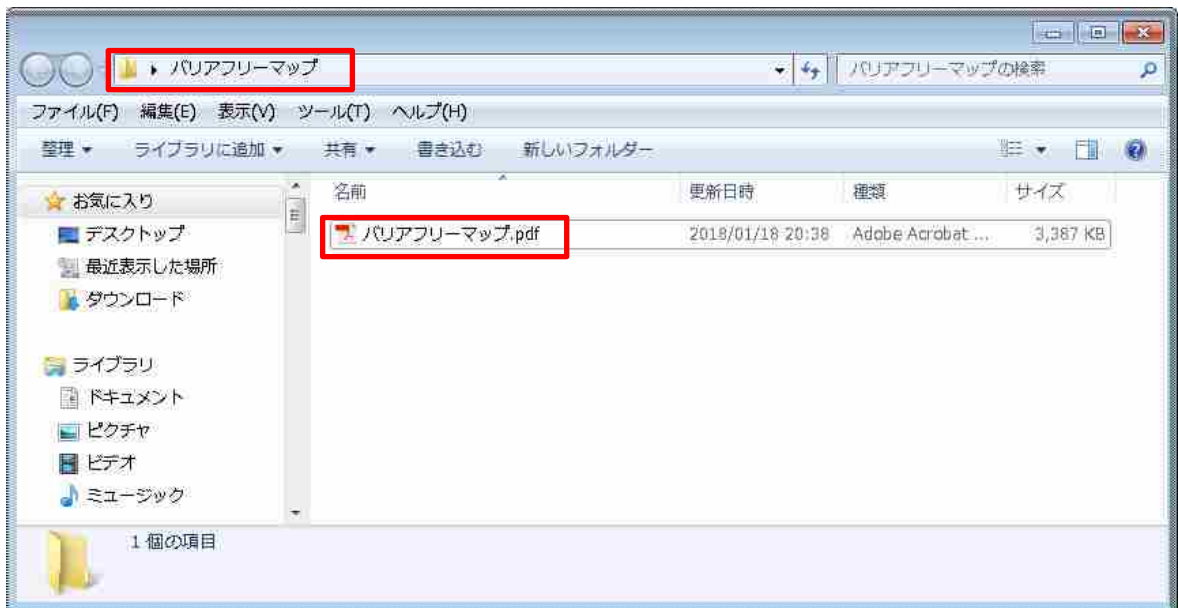 バリアフリーマップ
バリアフリーマップの検索
ファイル(F) 編集(E) 表示(V) ツール(T) ヘルプ(H)
整理 ライブラリに追加 共有 書き込む 新しいフォルダー
名前 更新日時 種類 サイズ
バリアフリーマップ.pdf 2018/01/18 20:38 Adobe Acrobat ... 3,387 KB
お気に入り
デスクトップ
最近表示した場所
ダウンロード
ライブラリ
ドキュメント
ピクチャ
ビデオ
ミュージック
1 個の項目